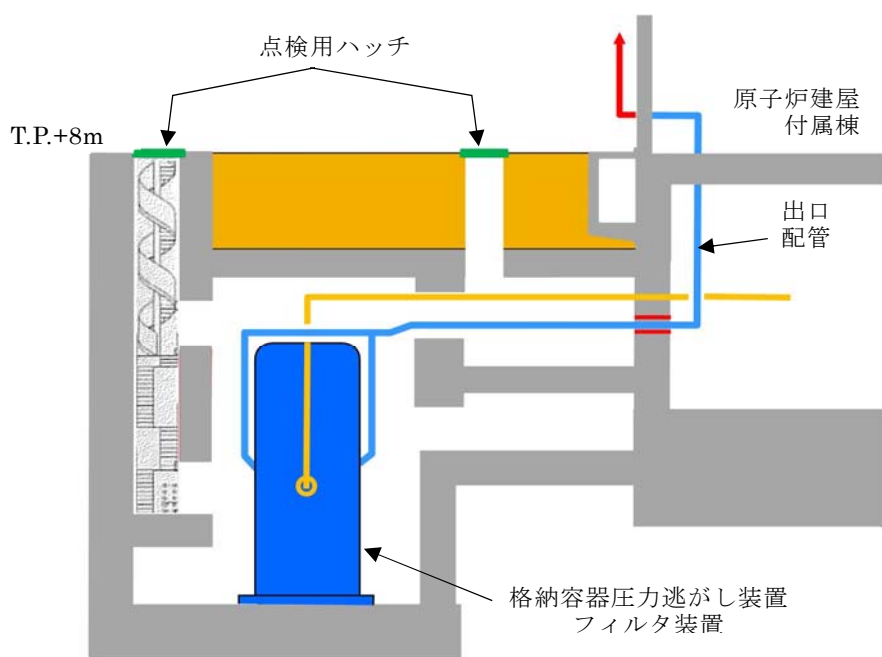 点検用ハッチ
T.P.+8m
原子炉建屋
付属棟
出口
配管
格納容器圧力逃がし装置
フィルタ装置